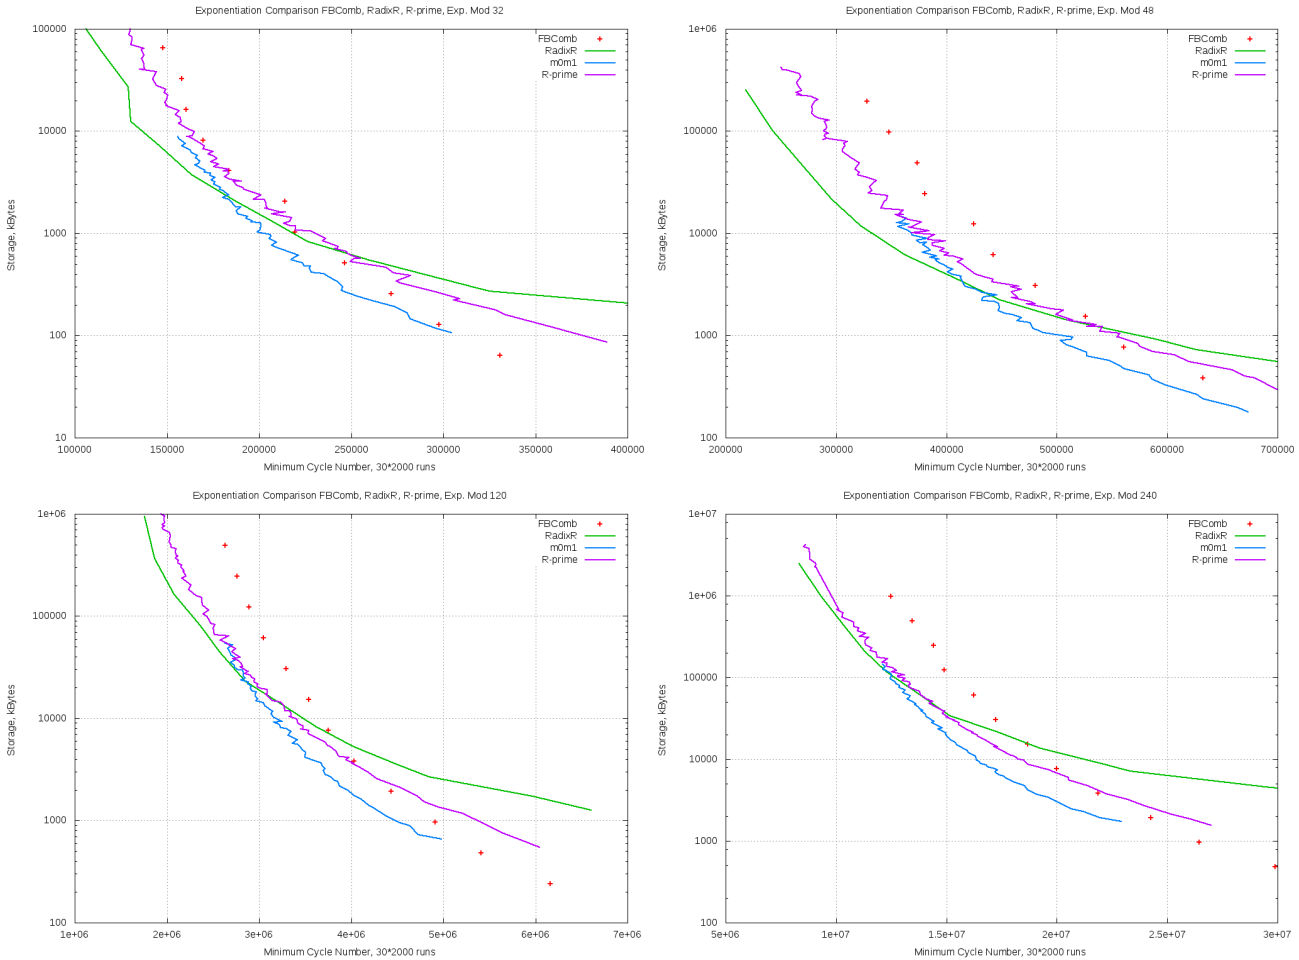 Exponentiation Comparison FBComb, RadixR, R-prime, Exp. Mod 32
100000
10000
1000
100
10
Storage, kBytes
FBComb
RadixR
m0m1
R-prime
100000 150000 200000 250000 300000 350000 400000
Minimum Cycle Number, 30*2000 runs
Exponentiation Comparison FBComb, RadixR, R-prime, Exp. Mod 48
1e+06
100000
10000
1000
100
Storage, kBytes
FBComb
RadixR
m0m1
R-prime
200000 300000 400000 500000 600000 700000
Minimum Cycle Number, 30*2000 runs
Exponentiation Comparison FBComb, RadixR, R-prime, Exp. Mod 120
1e+06
100000
10000
1000
100
Storage, kBytes
FBComb
RadixR
m0m1
R-prime
1e+06 2e+06 3e+06 4e+06 5e+06 6e+06 7e+06
Minimum Cycle Number, 30*2000 runs
Exponentiation Comparison FBComb, RadixR, R-prime, Exp. Mod 240
1e+07
1e+06
100000
10000
1000
100
Storage, kBytes
FBComb
RadixR
m0m1
R-prime
5e+06 1e+07 1.5e+07 2e+07 2.5e+07 3e+07
Minimum Cycle Number, 30*2000 runs